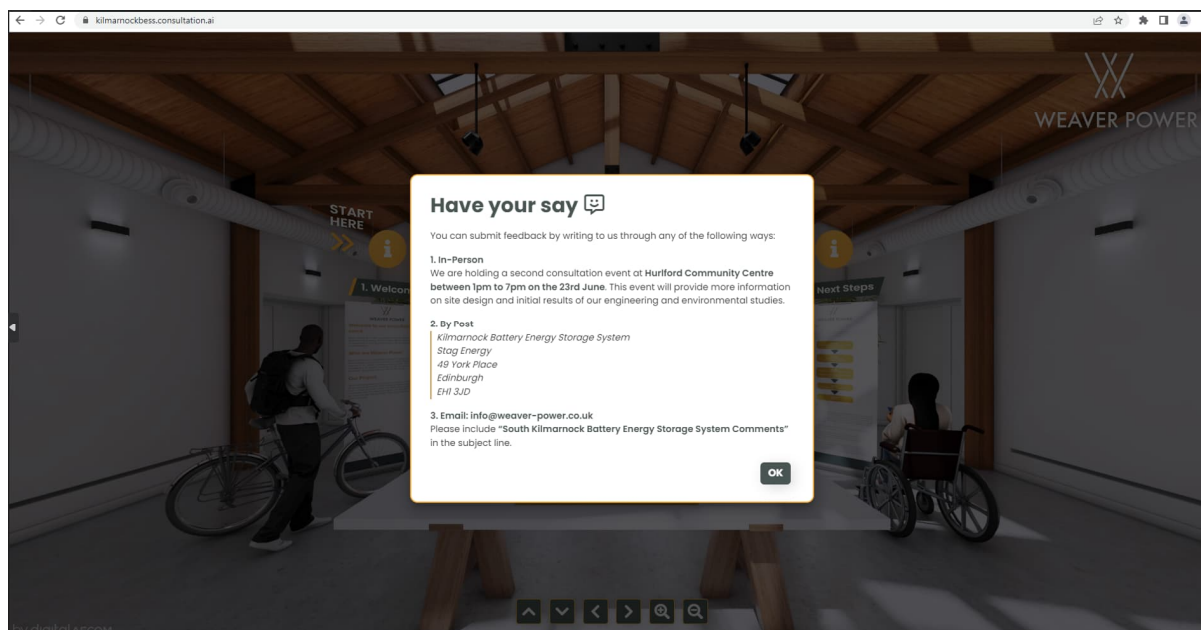 kilmarnockbess.consultation.ai
WEAVER POWER
START
HERE
1. Welcom
Next Steps
Have your say
You can submit feedback by writing to us through any of the following ways:
1. In-Person
We are holding a second consultation event at Hurlford Community Centre
between 1pm to 7pm on the 23rd June. This event will provide more information
on site design and initial results of our engineering and environmental studies.
2. By Post
Kilmarnock Battery Energy Storage System
Stag Energy
49 York Place
Edinburgh
EH1 3JD
3. Email: info@weaver-power.co.uk
Please include “South Kilmarnock Battery Energy Storage System Comments”
in the subject line.
OK